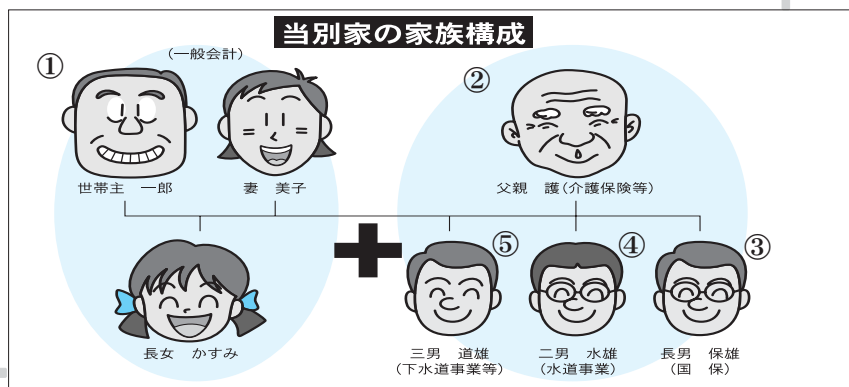 当別家の家族構成
①
(一般会計)
世帯主　一郎
妻　美子
長女　かすみ
②
父親　護(介護保険等)
⑤
三男　道雄
(下水道事業等)
④
二男　水雄
(水道事業)
③
長男　保雄
(国　保)